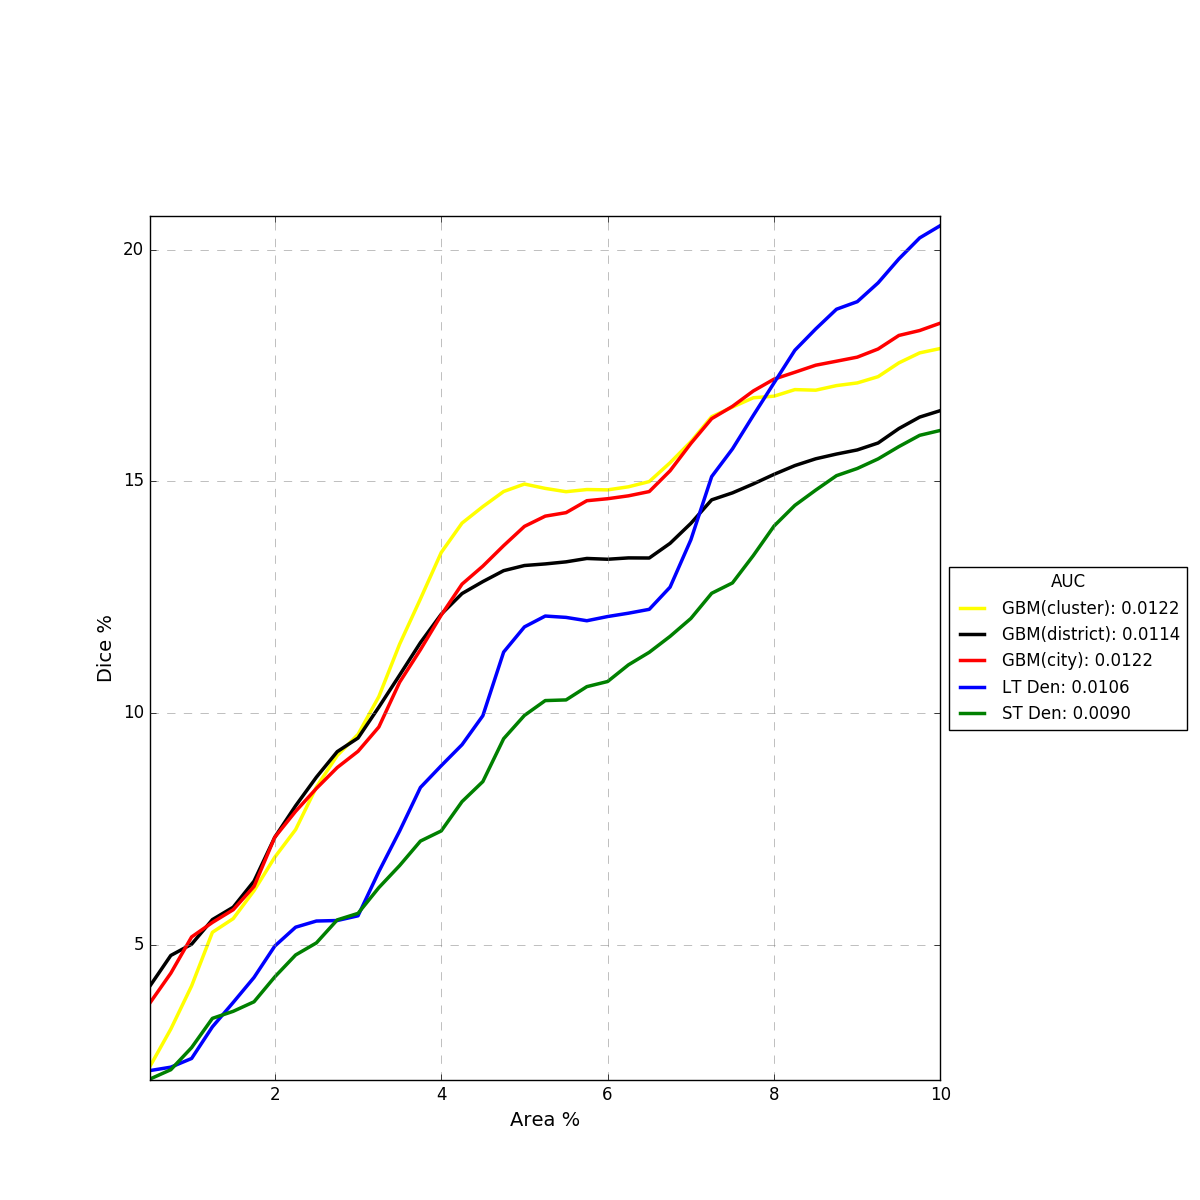 20
15
10
5
Dice %
2 4 6 8 10
Area %
AUC
GBM(cluster): 0.0122
GBM(district): 0.0114
GBM(city): 0.0122
LT Den: 0.0106
ST Den: 0.0090